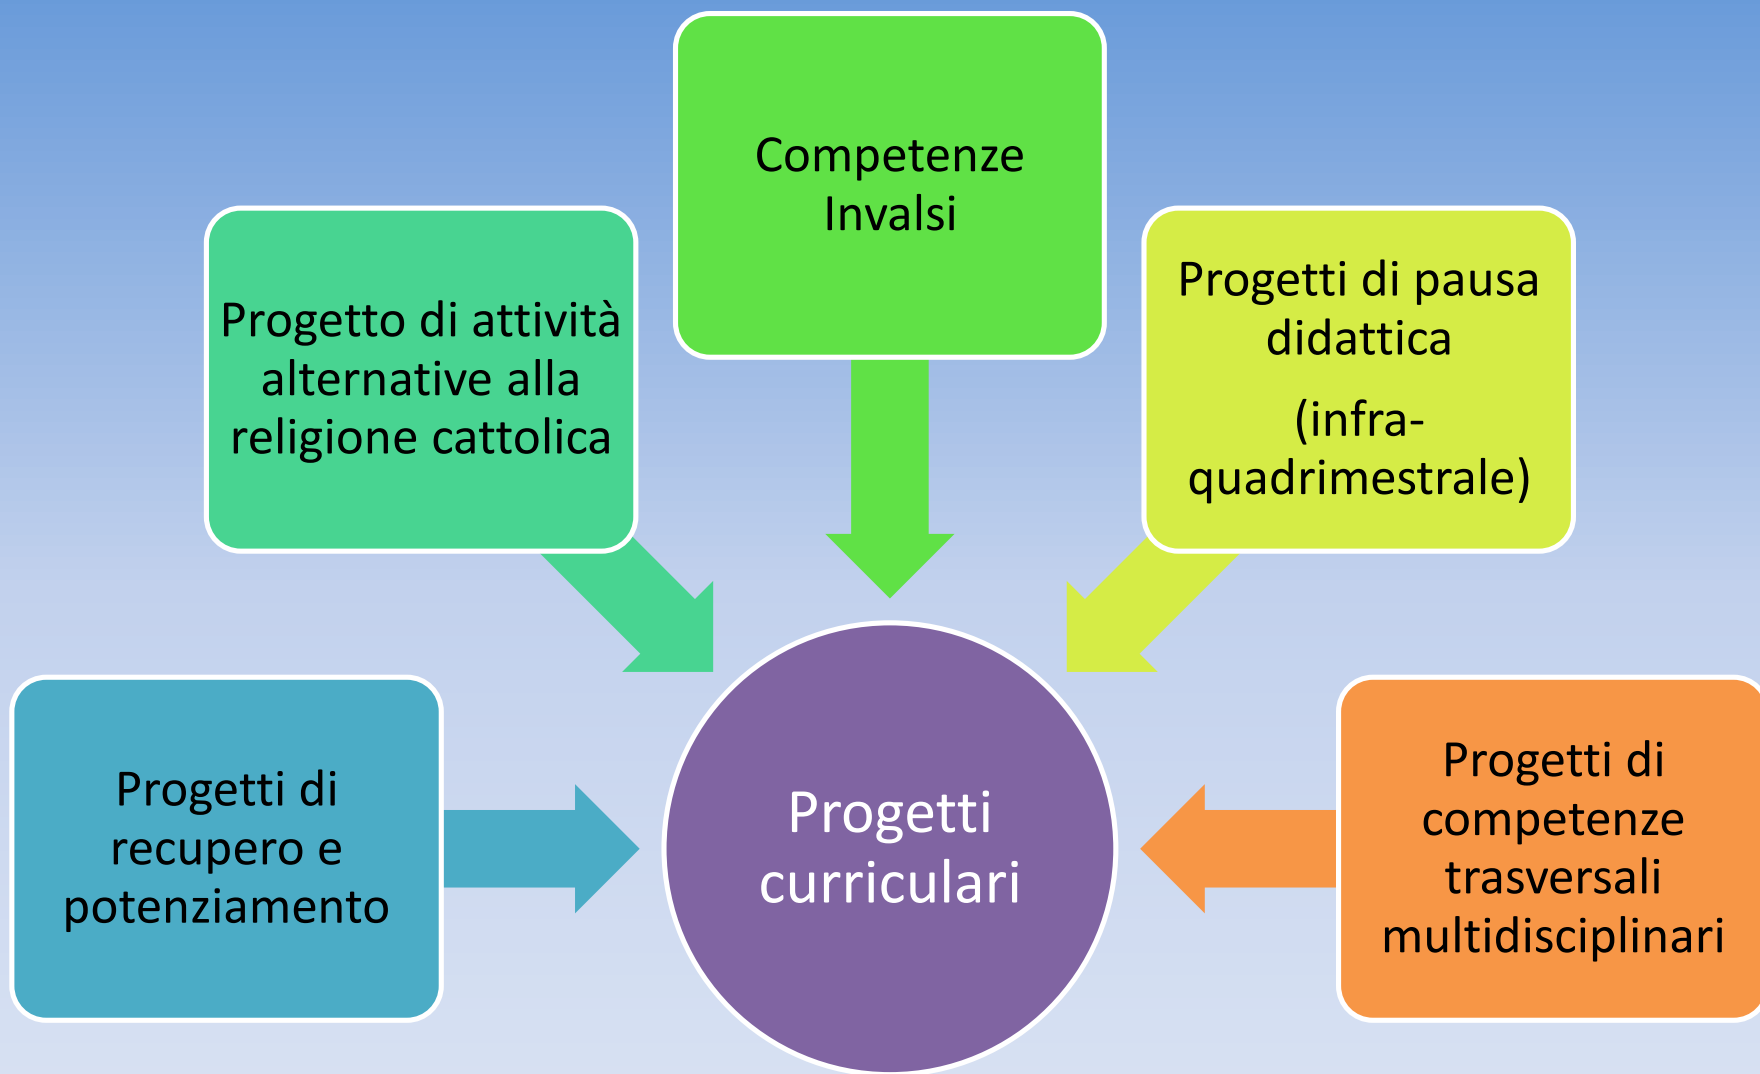 Competenze
Invalsi
Progetto di attività
alternative alla
religione cattolica
Progetti di pausa
didattica
(infra-
quadrimestrale)
Progetti di
recupero e
potenziamento
Progetti
curriculari
Progetti di
competenze
trasversali
multidisciplinari